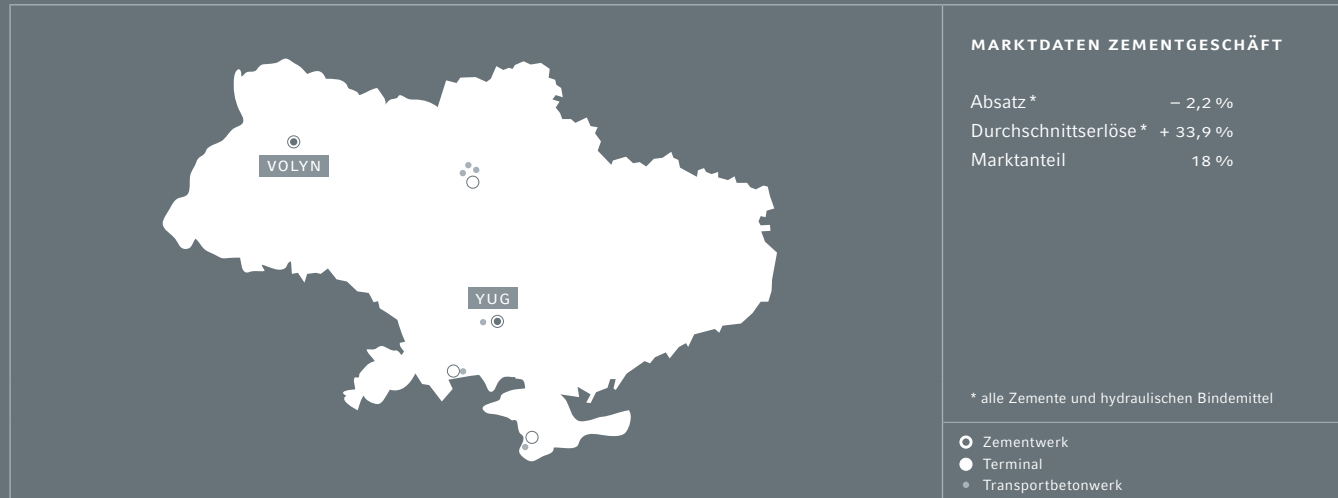 VOLYN
YUG
MARKTDATEN ZEMENTGESCHÄFT
Absatz * – 2,2 %
Durchschnittserlöse * + 33,9 %
Marktanteil 18 %
* alle Zemente und hydraulischen Bindemittel
Zementwerk
Terminal
Transportbetonwerk